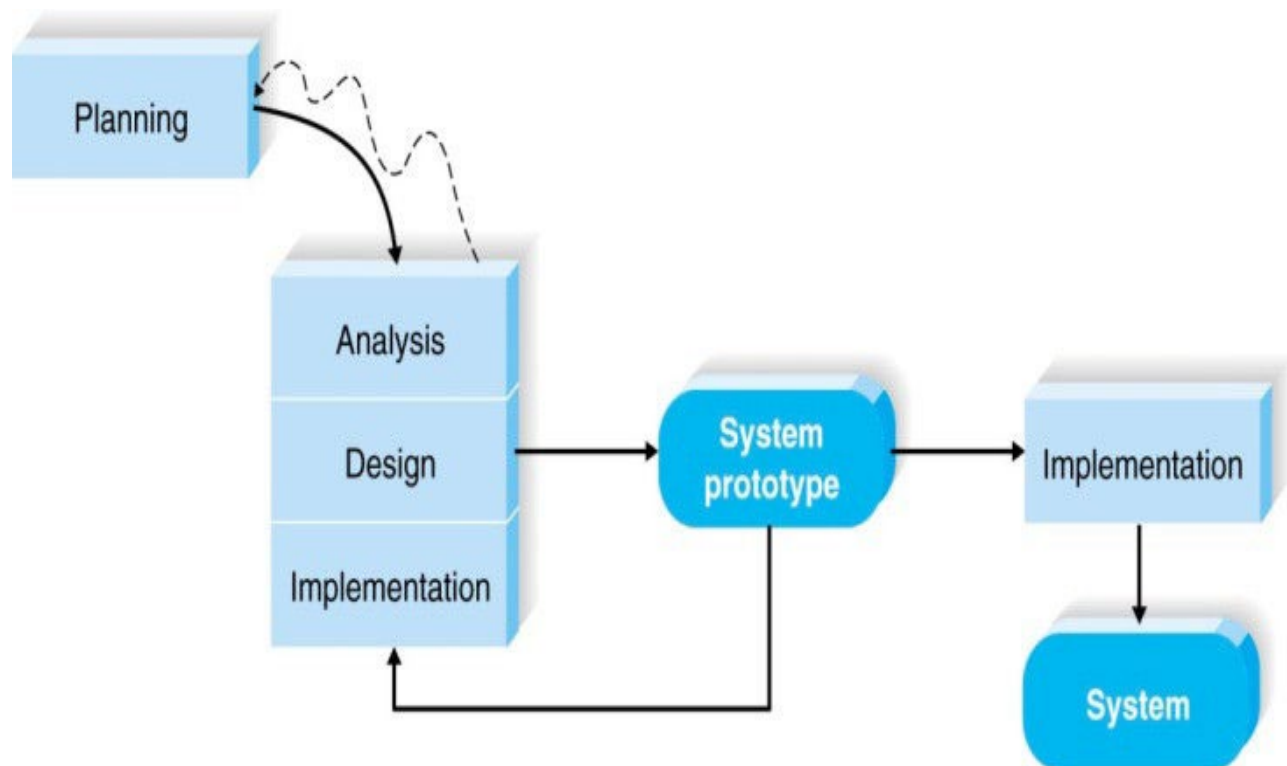 Planning
Analysis
Design
Implementation
System
prototype
Implementation
System